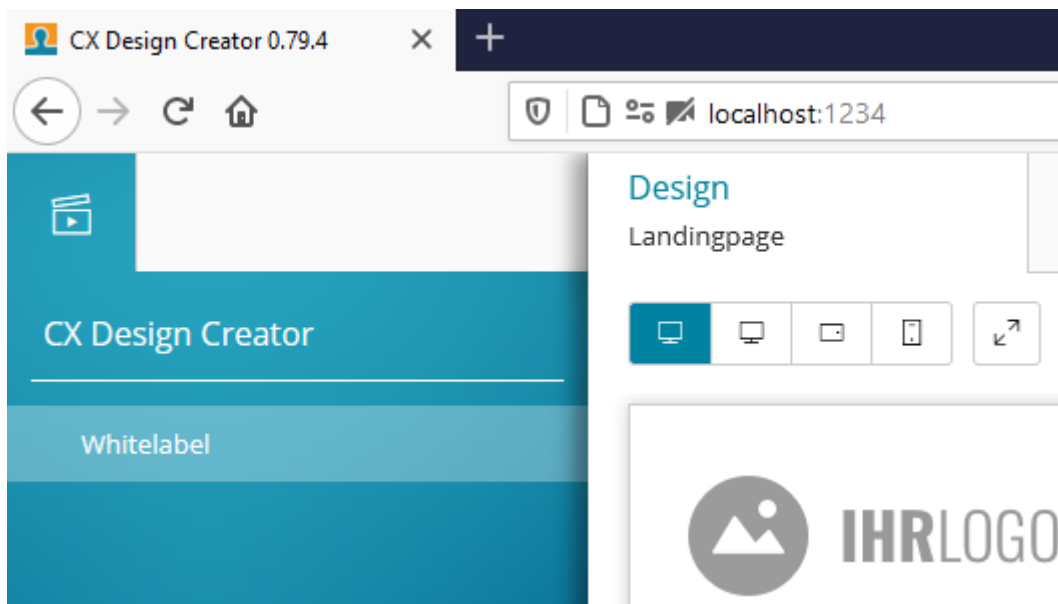 CX Design Creator 0.79.4
localhost:1234
Design
Landingpage
CX Design Creator
Whitelabel
IHRLOGO